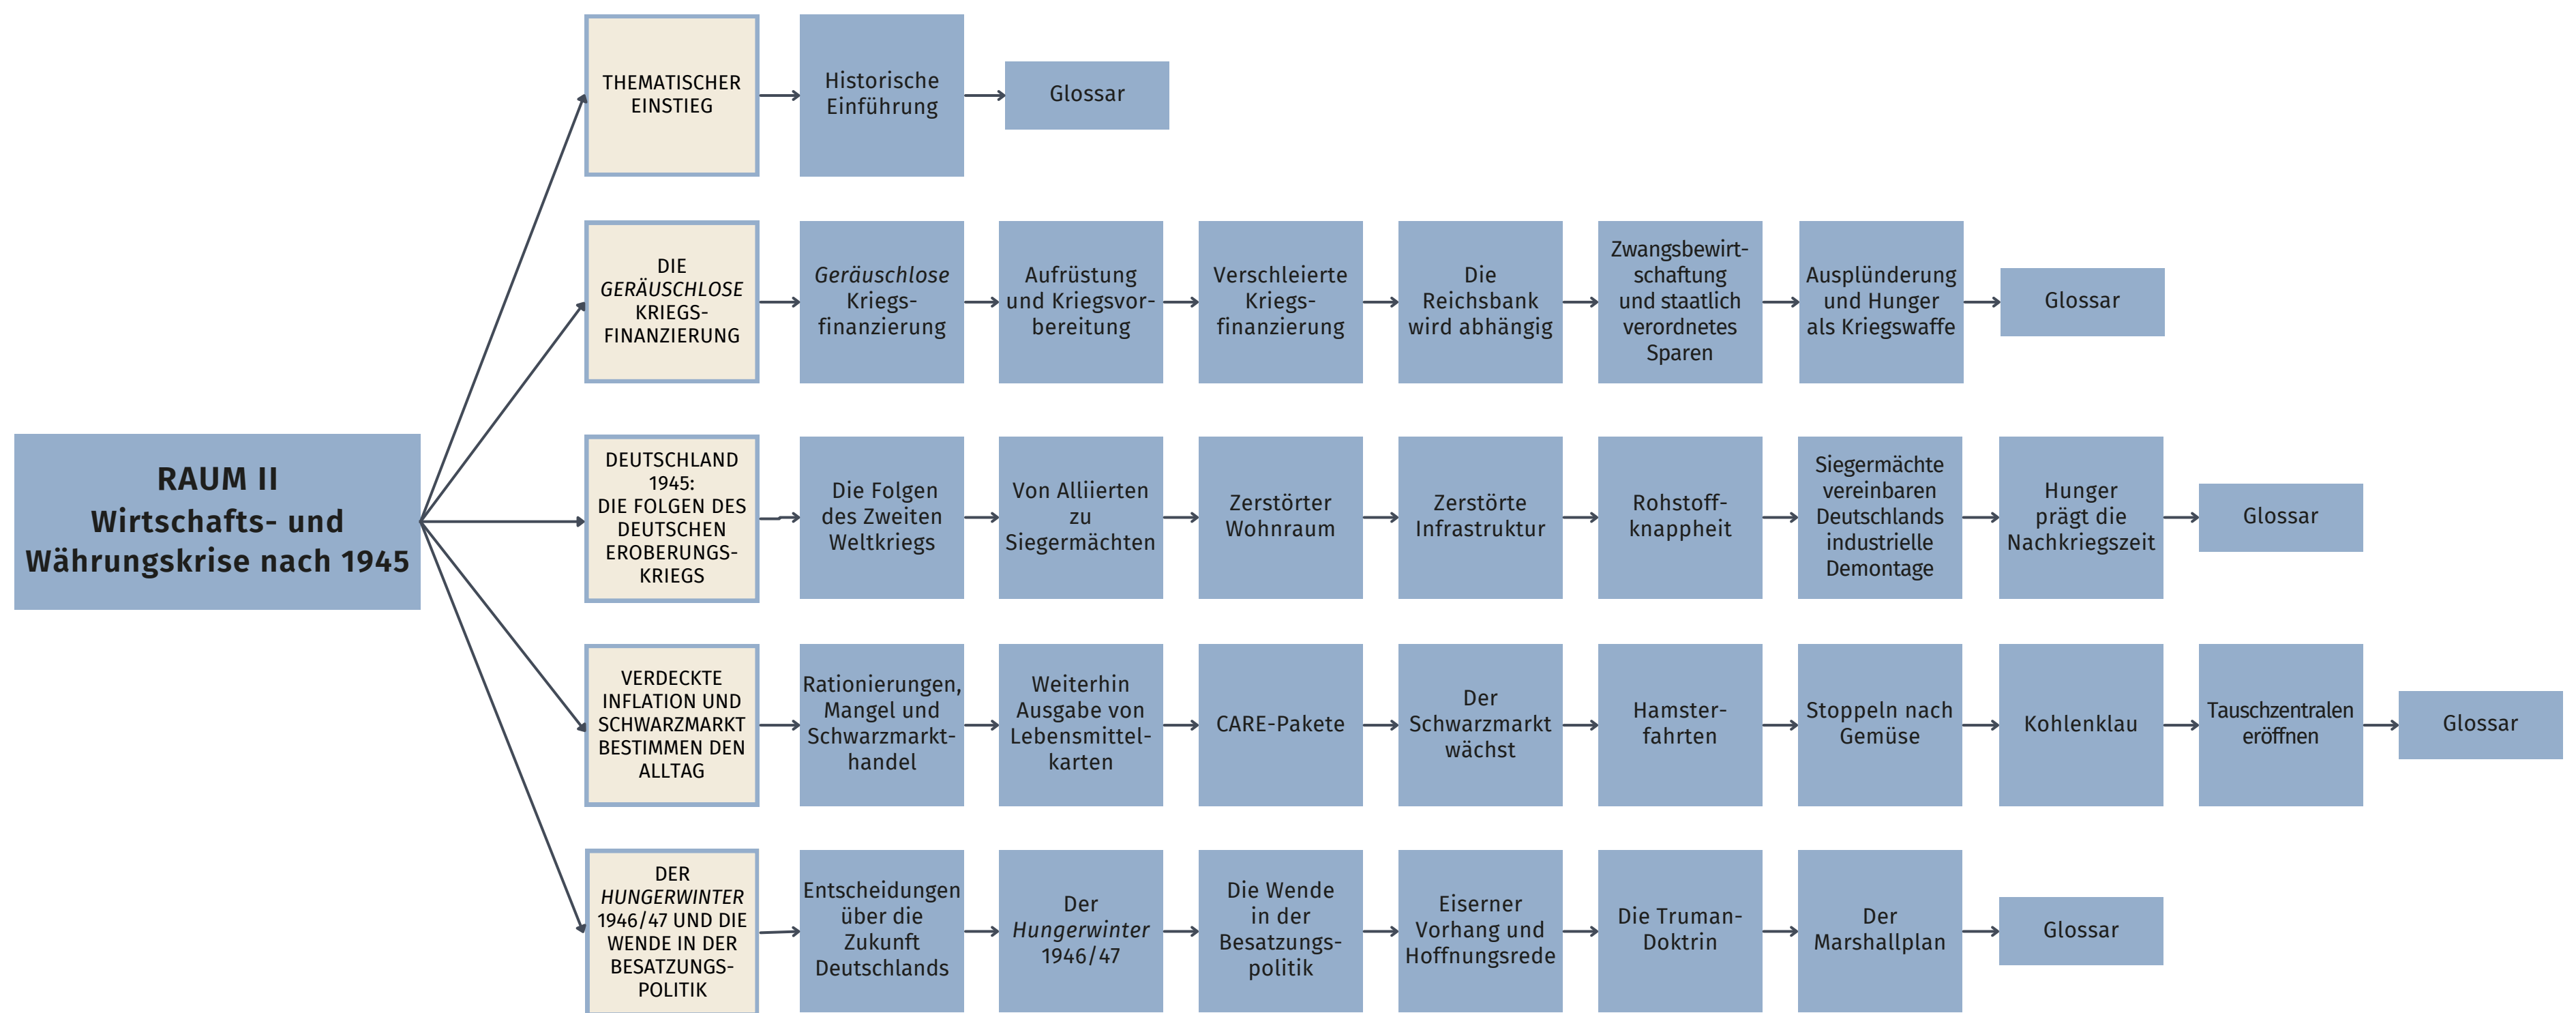 RAUM II
Wirtschafts- und
Währungskrise nach 1945
THEMATISCHER
EINSTIEG
Historische
Einführung
Glossar
DIE
GERÄUSCHLOSE
KRIEGS-
FINANZIERUNG
Geräuschlose
Kriegs-
finanzierung
Aufrüstung
und Kriegsvor-
bereitung
Verschleierte
Kriegs-
finanzierung
Die
Reichsbank
wird abhängig
Zwangsbewirt-
schaftung
und staatlich
verordnetes
Sparen
Ausplünderung
und Hunger
als Kriegswaffe
Glossar
DEUTSCHLAND
1945:
DIE FOLGEN DES
DEUTSCHEN
EROBERUNGS-
KRIEGS
Die Folgen
des Zweiten
Weltkriegs
Von Alliierten
zu
Siegermächten
Zerstörter
Wohnraum
Zerstörte
Infrastruktur
Rohstoff-
knappheit
Siegermächte
vereinbaren
Deutschlands
industrielle
Demontage
Hunger
prägt die
Nachkriegszeit
Glossar
VERDECKTE
INFLATION UND
SCHWARZMARKT
BESTIMMEN DEN
ALLTAG
Rationierungen,
Mangel und
Schwarzmarkt-
handel
Weiterhin
Ausgabe von
Lebensmittel-
karten
CARE-Pakete
Der
Schwarzmarkt
wächst
Hamster-
fahrten
Stoppeln nach
Gemüse
Kohlenklau
Tauschzentralen
eröffnen
Glossar
DER
HUNGERWINTER
1946/47 UND DIE
WENDE IN DER
BESATZUNGS-
POLITIK
Entscheidungen
über die
Zukunft
Deutschlands
Der
Hungerwinter
1946/47
Die Wende
in der
Besatzungs-
politik
Eiserner
Vorhang und
Hoffnungsrede
Die Truman-
Doktrin
Der
Marshallplan
Glossar